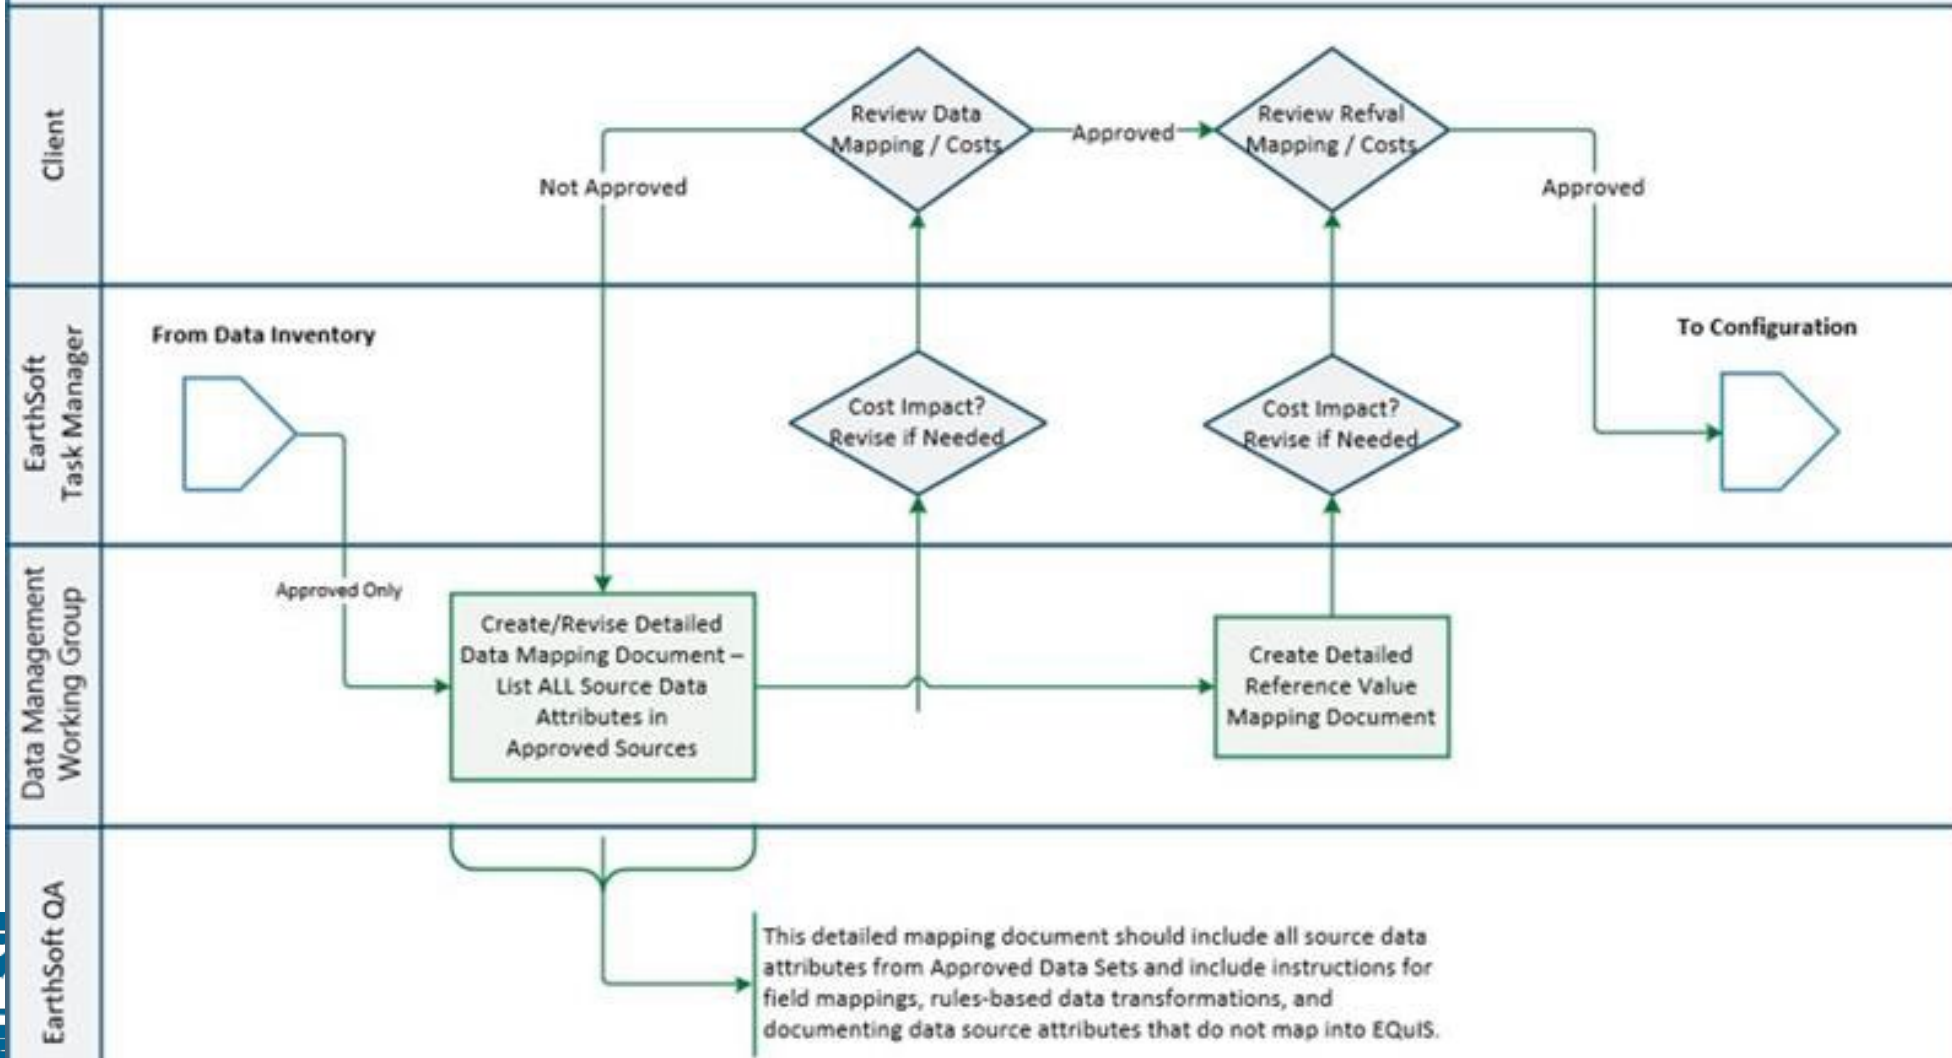 Client
Review Data
Mapping / Costs
Approved
Review Refval
Mapping / Costs
Not Approved
Approved
EarthSoft
Task Manager
From Data Inventory
To Configuration
Cost Impact?
Revise if Needed
Cost Impact?
Revise if Needed
Data Management
Working Group
Approved Only
Create/Revise Detailed
Data Mapping Document –
List ALL Source Data
Attributes in
Approved Sources
Create Detailed
Reference Value
Mapping Document
EarthSoft QA
This detailed mapping document should include all source data
attributes from Approved Data Sets and include instructions for
field mappings, rules-based data transformations, and
documenting data source attributes that do not map into EQuIS.